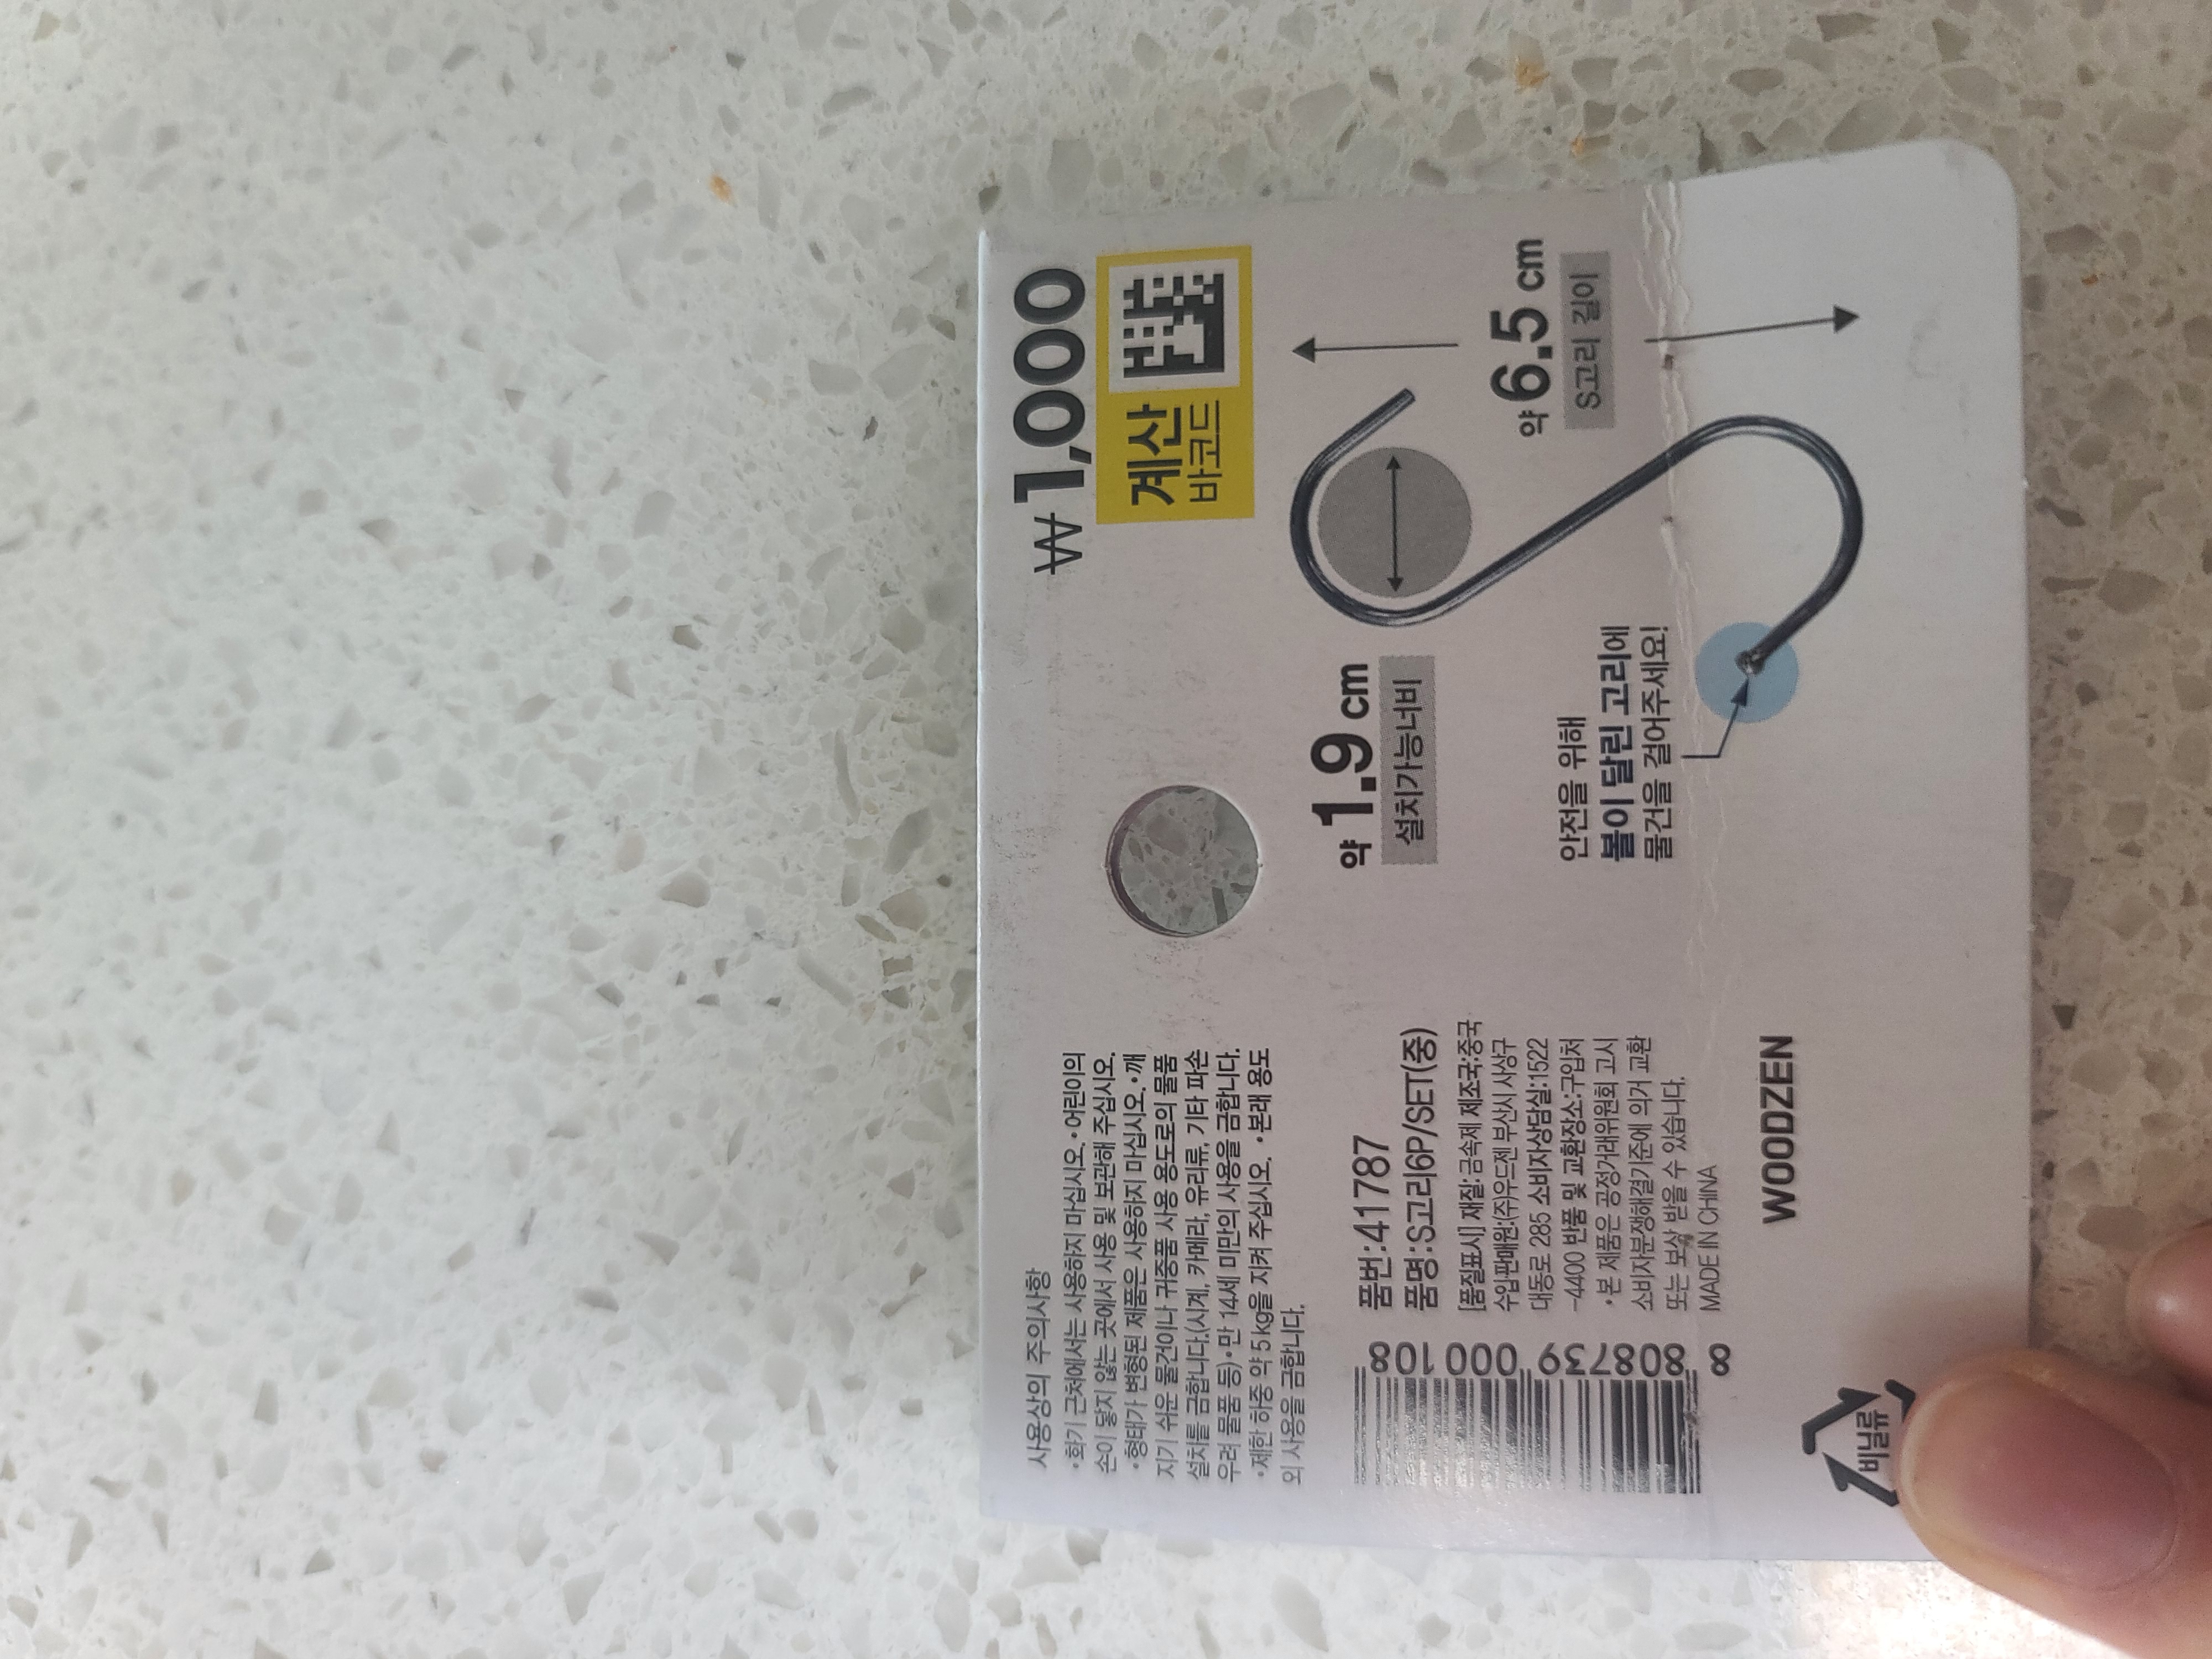 사용상의 주의사항
•화기 근처에서는 사용하지 마십시오.•어린이의
손이 닿지 않는 곳에서 사용 및 보관해 주십시오.
•형태가 변형된 제품은 사용하지 마십시오.•깨
지기 쉬운 물건이나 귀중품 사용 용도로의 물품
설치를 금합니다.(시계, 카메라, 유리류, 기타 파손
우려 물품 등)•만 14세 미만의 사용을 금합니다.
•제한 하중 약 5kg을 지켜 주십시오. •본래 용도
외 사용을 금합니다.
₩1,000
계산
바코드
약 1.9 cm
설치가능너비
약 6.5 cm
S고리 길이
안전을 위해
볼이 달린 고리에
물건을 걸어주세요!
품번:41787
품명:S고리6P/SET(중)
[품질표시] 재질:금속제 제조국:중국
수입판매원:(주)우드젠 부산시 사상구
대동로 285 소비자상담실:1522
-4400 반품 및 교환장소:구입처
•본 제품은 공정거래위원회 고시
소비자분쟁해결기준에 의거 교환
또는 보상 받을 수 있습니다.
MADE IN CHINA
8 808739 000108
WOODZEN
비닐류